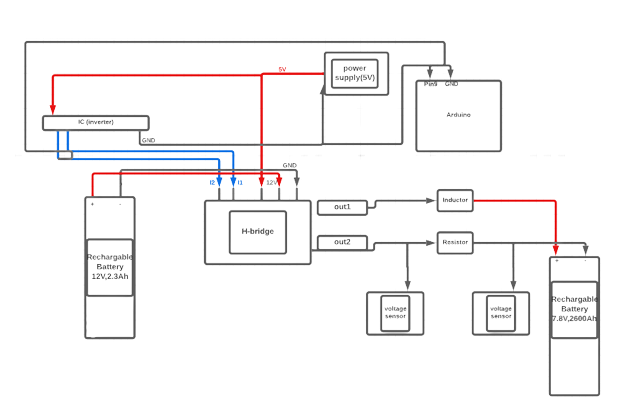 5V
power
supply(5V)
Pin9 GND
Arduino
IC (inverter)
GND
GND
I2 I1 12V
+ -
H-bridge
out1
Inductor
out2
Resistor
Rechargable
Battery
12V,2.3Ah
voltage
sensor
voltage
sensor
+ -
Rechargable
Battery
7.8V,2600Ah